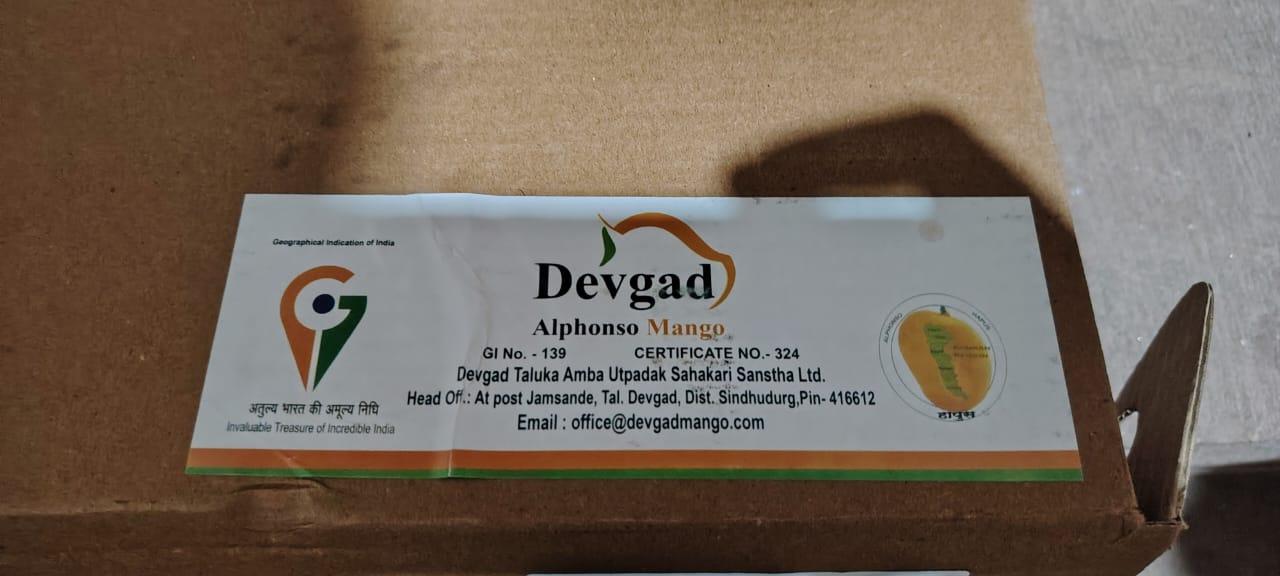 Geographical Indication of India
अतुल्य भारत की अमूल्य निधि
Invaluable Treasure of Incredible India
Devgad
Alphonso Mango
GI No. - 139 CERTIFICATE NO.- 324
Devgad Taluka Amba Utpadak Sahakari Sanstha Ltd.
Head Off.: At post Jamsande, Tal. Devgad, Dist. Sindhudurg,Pin- 416612
Email : office@devgadmango.com
ALPHONSO HAPUS
हापुस